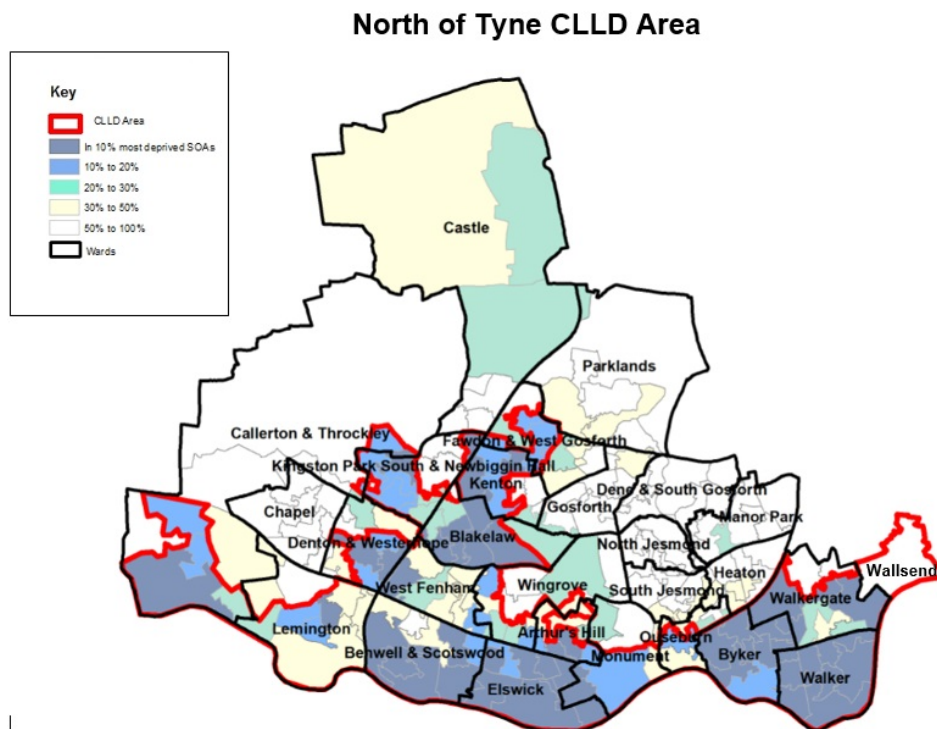 North of Tyne CLLD Area
Key
CLLD Area
In 10% most deprived SOAs
10% to 20%
20% to 30%
30% to 50%
50% to 100%
Wards
Castle
Parklands
Callerton & Throckley
Fawdon & West Gosforth
Kingston Park South & Newbiggin Hall
Kenton
Dene & South Gosforth
Chapel
Gosforth
Manor Park
Denton & Westerhope
Blakelaw
North Jesmond
Heaton
Wallsend
West Fenham
Wingrove
South Jesmond
Walkergate
Lemington
Arthur's Hill
Ouseburn
Benwell & Scotswood
Monument
Byker
Walker
Elswick